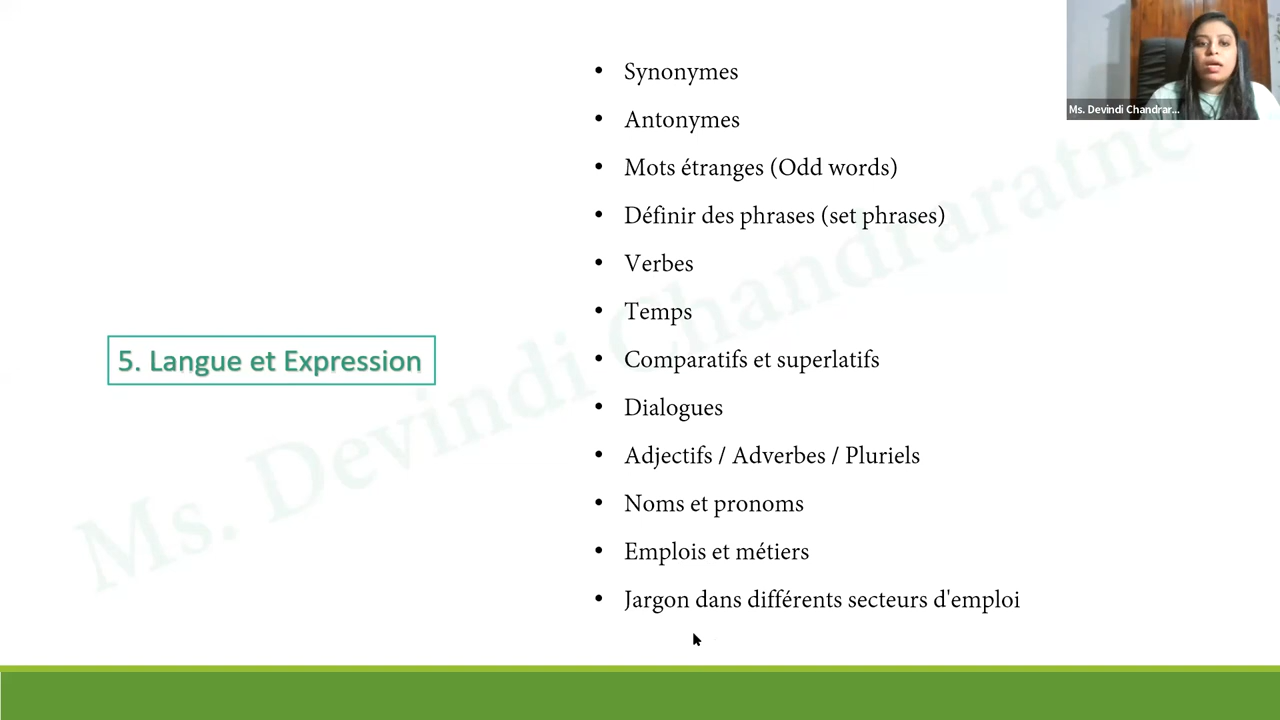 Ms. Devindi Chandrar...
5. Langue et Expression
• Synonymes
• Antonymes
• Mots étranges (Odd words)
• Définir des phrases (set phrases)
• Verbes
• Temps
• Comparatifs et superlatifs
• Dialogues
• Adjectifs / Adverbes / Pluriels
• Noms et pronoms
• Emplois et métiers
• Jargon dans différents secteurs d'emploi
Ms. Devindi Chandraratne